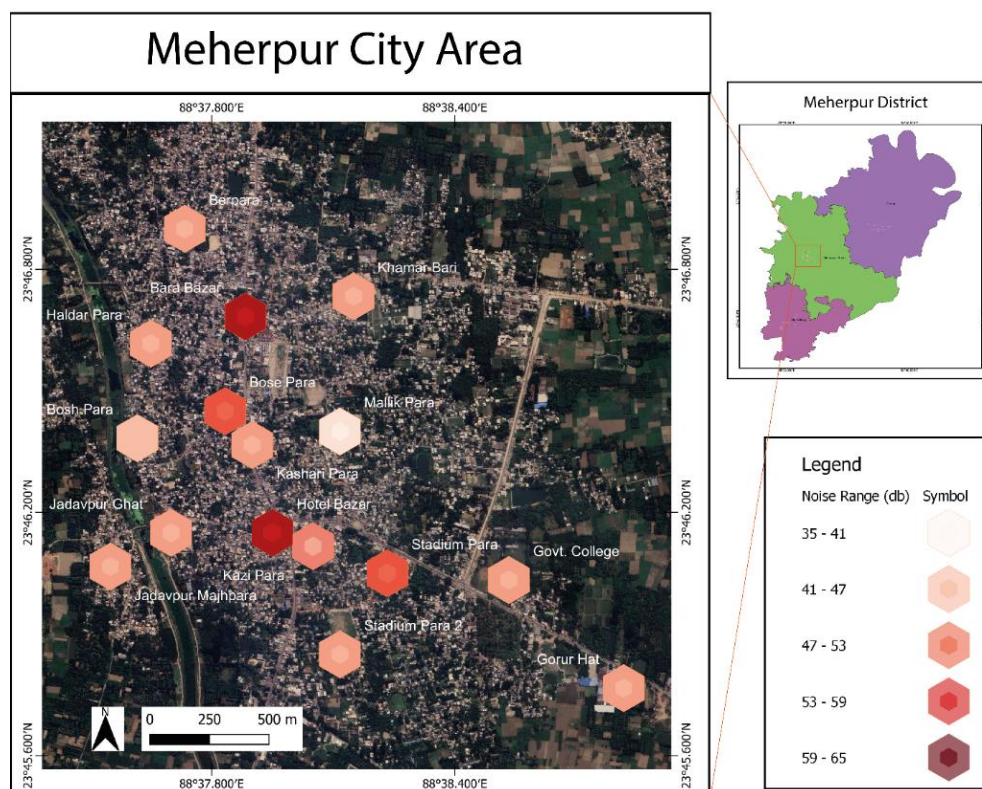 Meherpur City Area
88°37.800'E
88°38.400'E
Meherpur District
Berpara
Khamar Bari
Bara Bazar
Haldar Para
23°46.800'N
23°46.800'N
Bose Para
Bosh Para
Mallik Para
Kashari Para
Jadavpur Ghat
Hotel Bazar
23°46.200'N
23°46.200'N
Stadium Para
Govt. College
Kazi Para
Jadavpur Majhpara
Stadium Para 2
Gorur Hat
N
0 250 500 m
23°45.600'N
23°45.600'N
88°37.800'E
88°38.400'E
Legend
Noise Range (db) Symbol
35 - 41
41 - 47
47 - 53
53 - 59
59 - 65